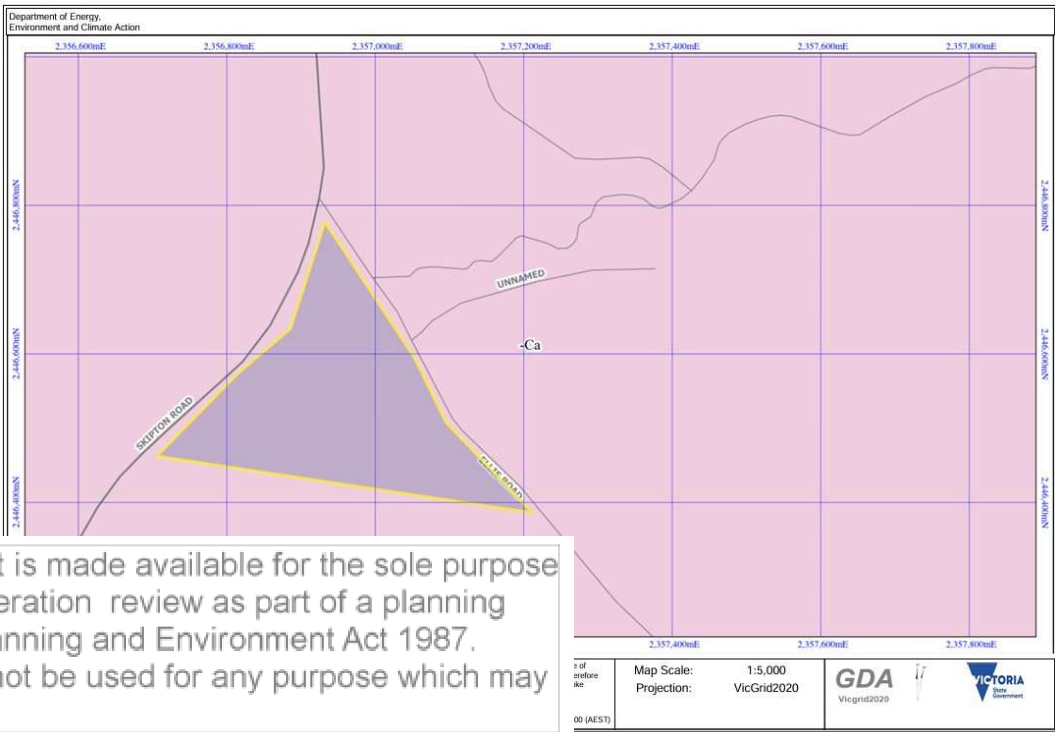 Department of Energy,
Environment and Climate Action
2,356,600mE 2,356,800mE 2,357,000mE 2,357,200mE 2,357,400mE 2,357,600mE 2,357,800mE
2,446,800mN 2,446,800mN
UNNAMED
2,446,600mN -Ca 2,446,600mN
SKIPTON ROAD
ELLIS ROAD
2,446,400mN 2,446,400mN
t is made available for the sole purpose
eration review as part of a planning
anning and Environment Act 1987.
not be used for any purpose which may
2,357,400mE 2,357,600mE 2,357,800mE
e of
erefore
ke
00 (AEST)
Map Scale: 1:5,000
Projection: VicGrid2020
GDA
Vicgrid2020
VICTORIA
State
Government